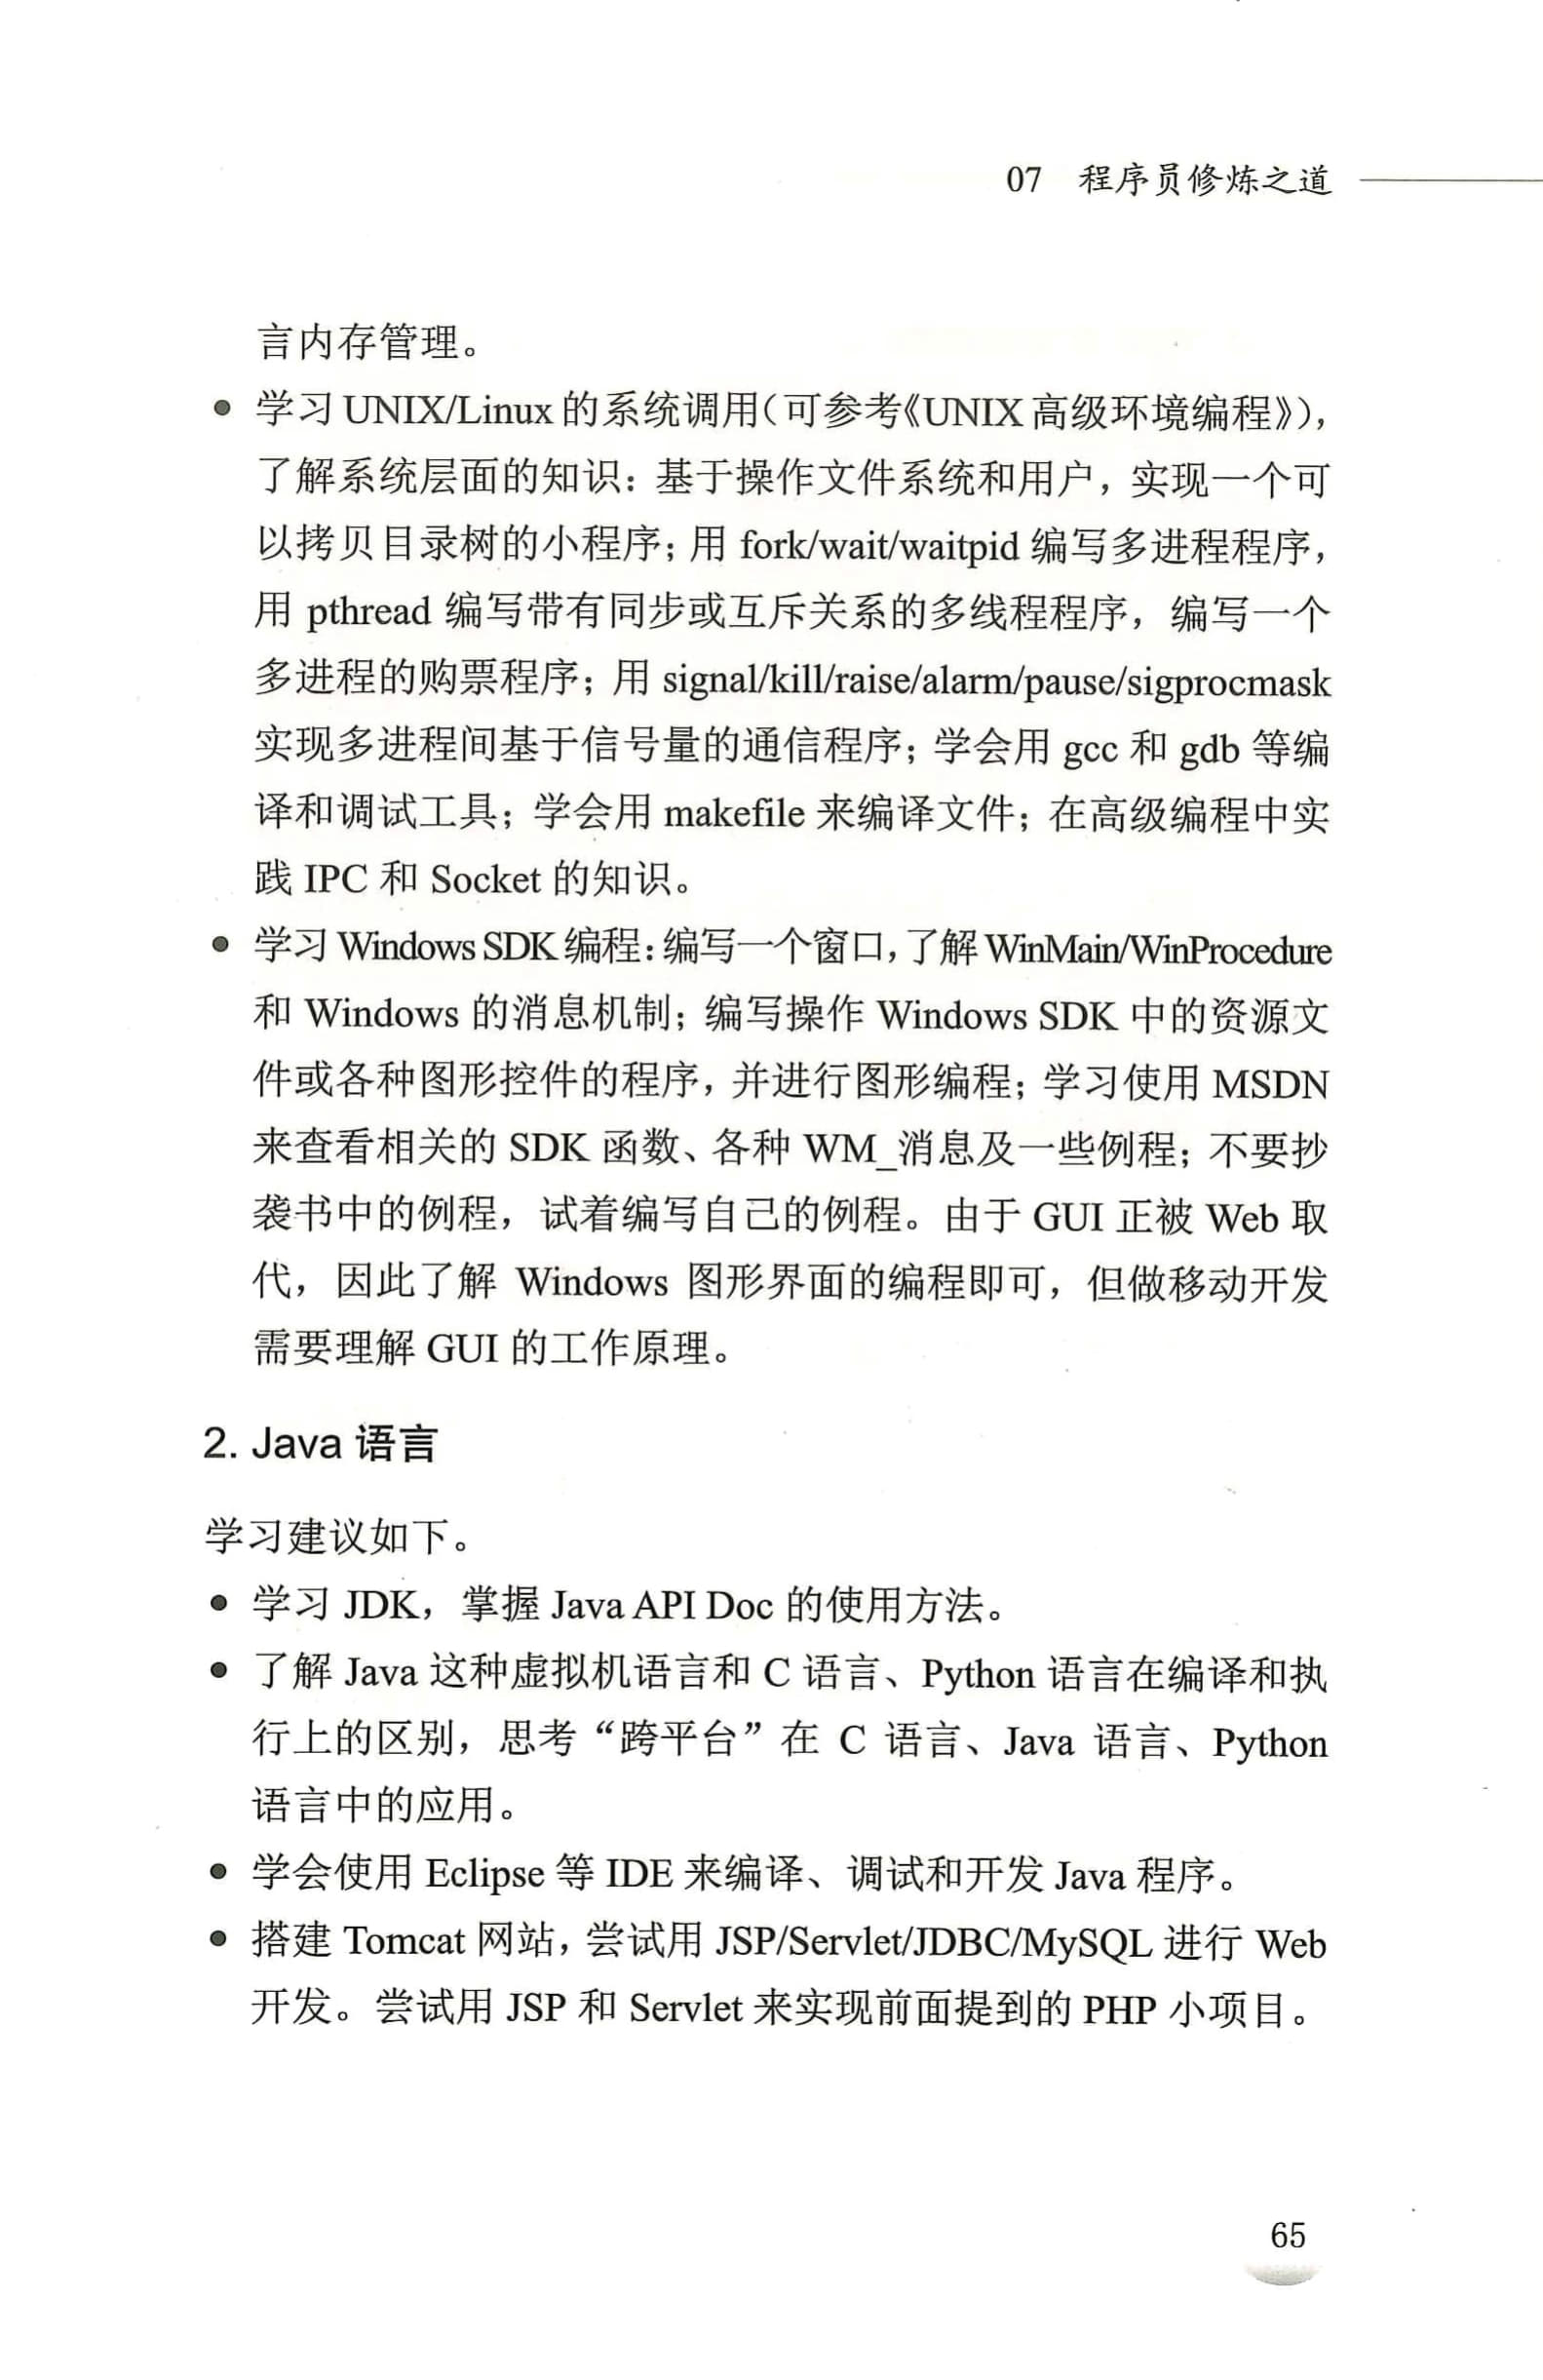 07 程序员修炼之道
言内存管理。
● 学习 UNIX/Linux 的系统调用（可参考《UNIX 高级环境编程》），
了解系统层面的知识：基于操作文件系统和用户，实现一个可
以拷贝目录树的小程序；用 fork/wait/waitpid 编写多进程程序，
用 pthread 编写带有同步或互斥关系的多线程程序，编写一个
多进程的购票程序；用 signal/kill/raise/alarm/pause/sigprocmask
实现多进程间基于信号量的通信程序；学会用 gcc 和 gdb 等编
译和调试工具；学会用 makefile 来编译文件；在高级编程中实
践 IPC 和 Socket 的知识。
● 学习 Windows SDK 编程：编写一个窗口，了解 WinMain/WinProcedure
和 Windows 的消息机制；编写操作 Windows SDK 中的资源文
件或各种图形控件的程序，并进行图形编程；学习使用 MSDN
来查看相关的 SDK 函数、各种 WM_消息及一些例程；不要抄
袭书中的例程，试着编写自己的例程。由于 GUI 正被 Web 取
代，因此了解 Windows 图形界面的编程即可，但做移动开发
需要理解 GUI 的工作原理。
2. Java 语言
学习建议如下。
● 学习 JDK，掌握 Java API Doc 的使用方法。
● 了解 Java 这种虚拟机语言和 C 语言、Python 语言在编译和执
行上的区别，思考“跨平台”在 C 语言、Java 语言、Python
语言中的应用。
● 学会使用 Eclipse 等 IDE 来编译、调试和开发 Java 程序。
● 搭建 Tomcat 网站，尝试用 JSP/Servlet/JDBC/MySQL 进行 Web
开发。尝试用 JSP 和 Servlet 来实现前面提到的 PHP 小项目。
65